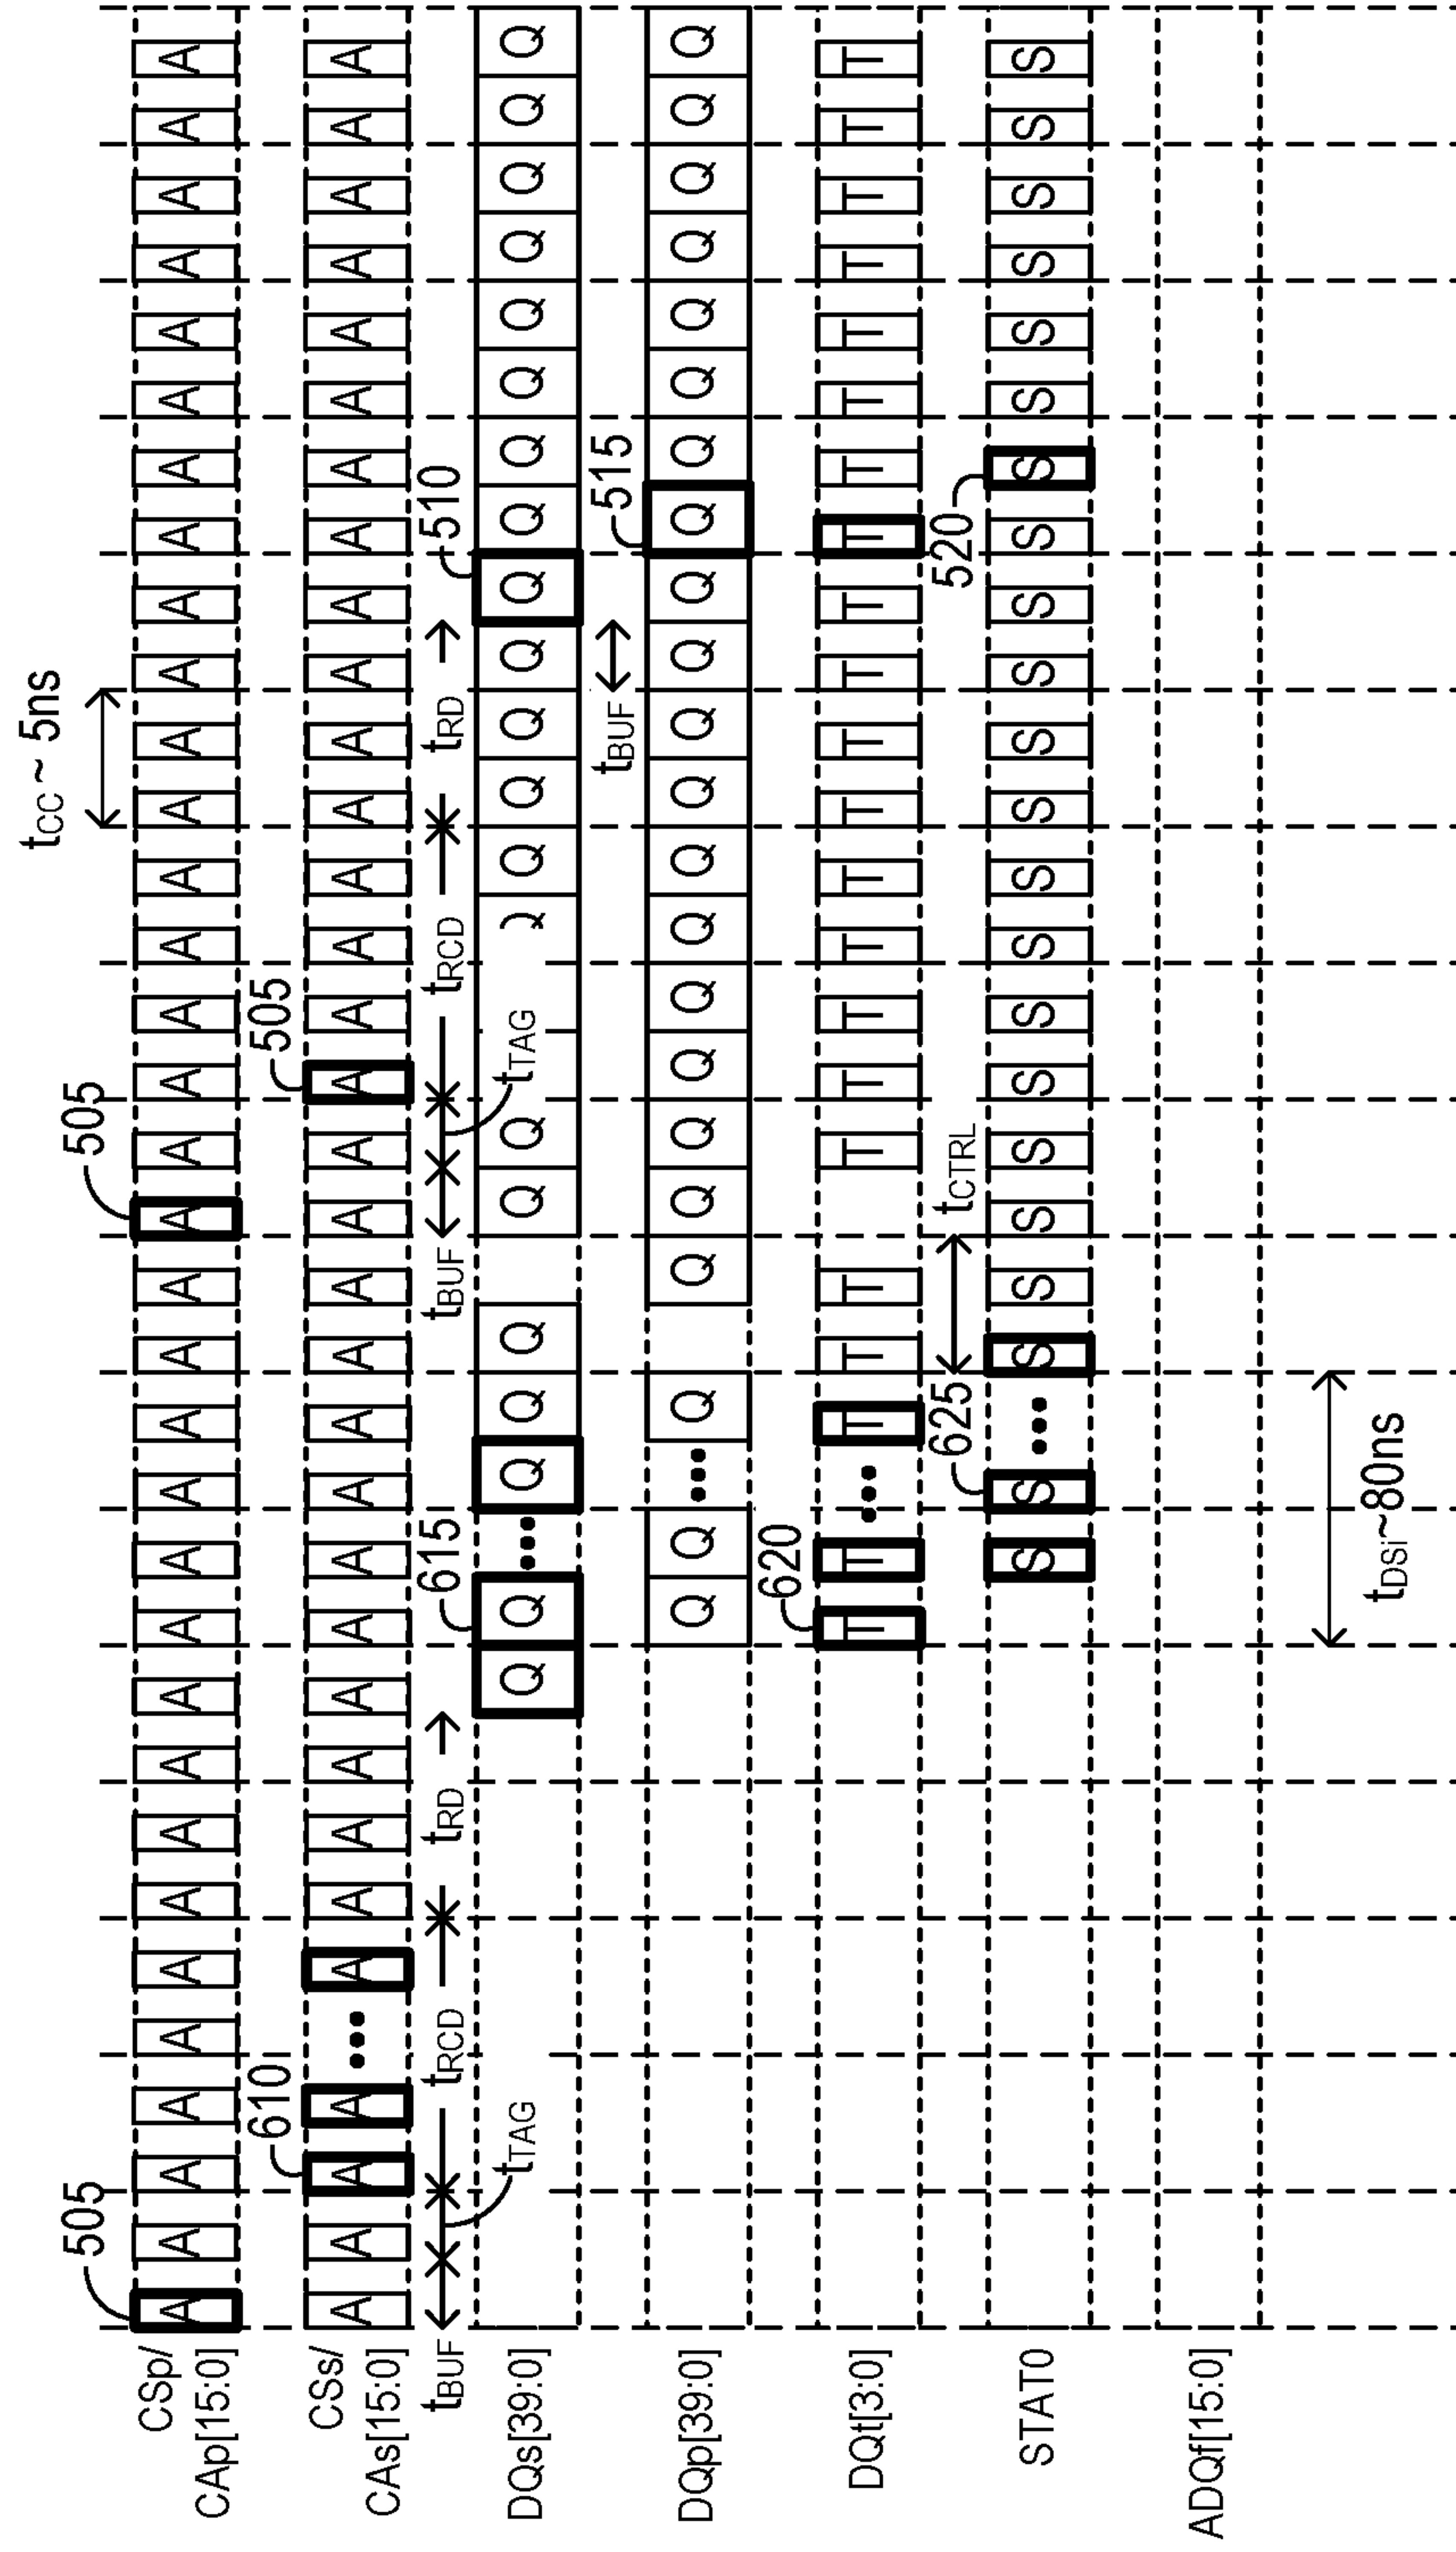 tCC ~ 5ns
505 505
CSp/
CAp[15:0]
A A A A A A A A A A A A A A A A A A A A A A A A A A A A A A A A A A
610 505
CSs/
CAs[15:0]
A A A A ••• A A A A A A A A A A A A A A A A A A A A A A A A A A A A A
tBUF tRCD tRD 615 tBUF tRCD tRD 510
tTAG tTAG
DQs[39:0]
Q Q ••• Q Q Q Q Q Q Q Q Q Q Q Q Q Q Q Q Q Q
tBUF 515
DQp[39:0]
Q Q ••• Q Q Q Q Q Q Q Q Q Q Q Q Q Q Q Q Q Q Q Q
620
DQt[3:0]
T T ••• T T T T T T T T T T T T T T T T T T T T
625 tCTRL 520
STAT0
S S ••• S S S S S S S S S S S S S S S S S S S S
ADQf[15:0]
tDSi~80ns